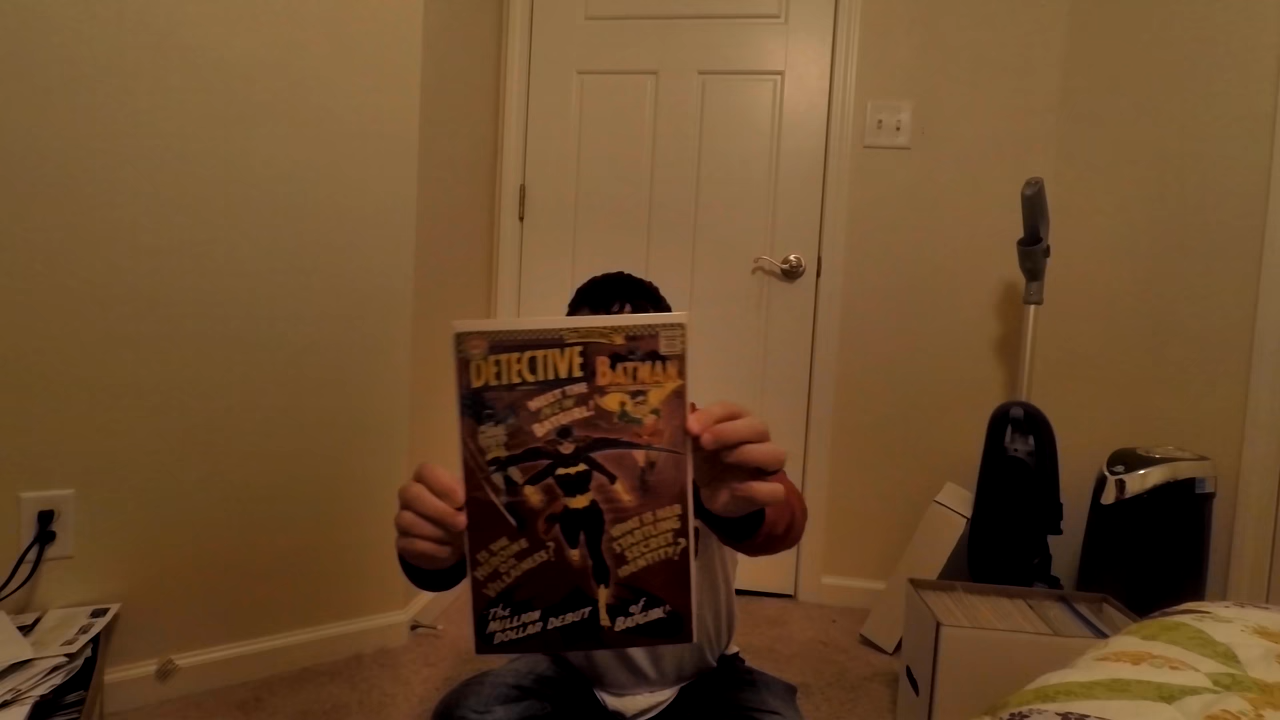 DETECTIVE
BATMAN
MEET THE
NEW
BATGIRL!
IS SHE
HEROINE
OR
VILLAINESS?
WHAT IS HER
STARTLING
SECRET
IDENTITY?
The
MILLION
DOLLAR DEBUT
of
BATGIRL!